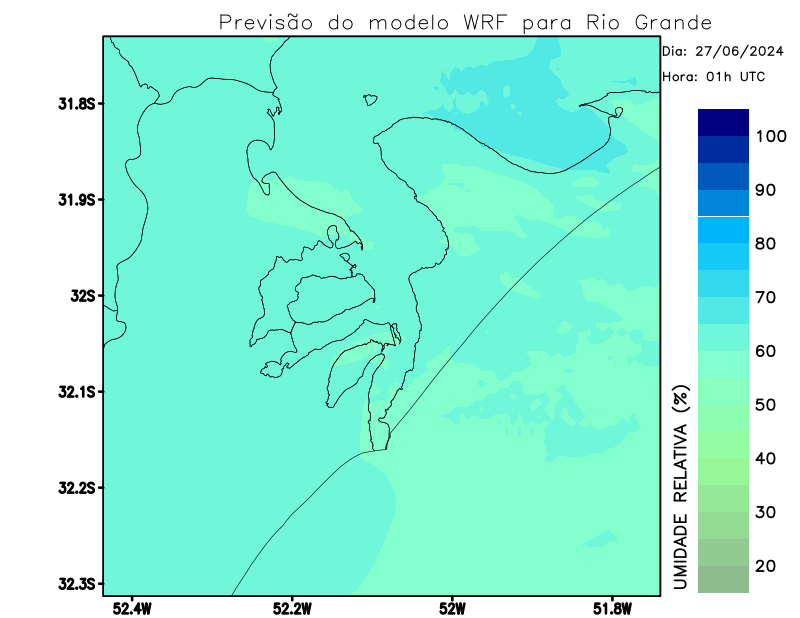 Previsão do modelo WRF para Rio Grande
Dia: 27/06/2024
Hora: 01h UTC
31.8S
31.9S
32S
32.1S
32.2S
32.3S
52.4W
52.2W
52W
51.8W
UMIDADE RELATIVA (%)
100
90
80
70
60
50
40
30
20